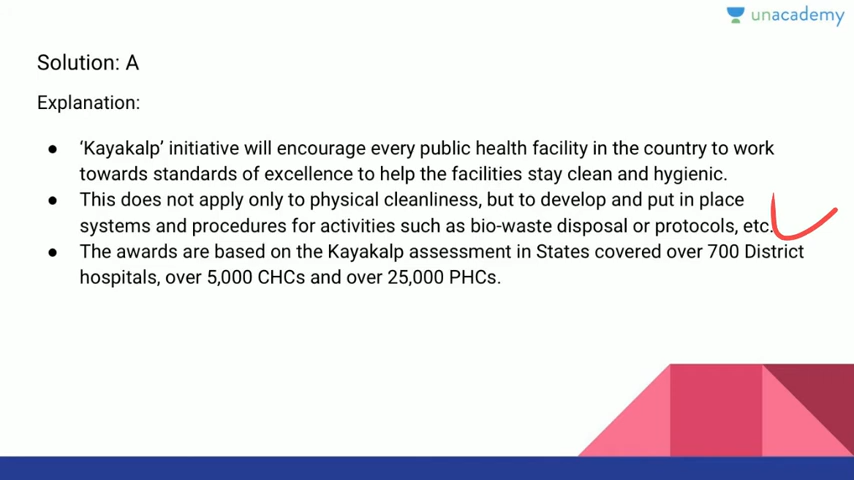 unacademy
Solution: A
Explanation:
● ‘Kayakalp’ initiative will encourage every public health facility in the country to work
towards standards of excellence to help the facilities stay clean and hygienic.
● This does not apply only to physical cleanliness, but to develop and put in place
systems and procedures for activities such as bio-waste disposal or protocols, etc.
● The awards are based on the Kayakalp assessment in States covered over 700 District
hospitals, over 5,000 CHCs and over 25,000 PHCs.